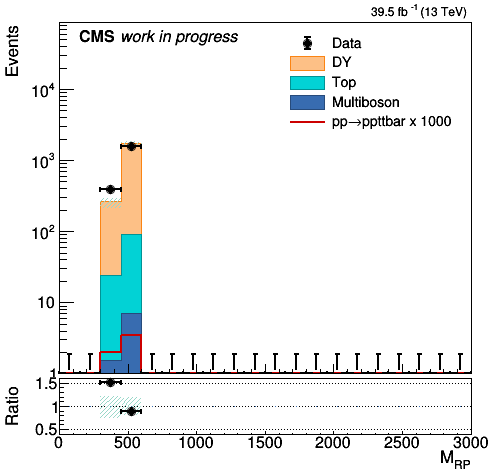 39.5 fb⁻¹ (13 TeV)
CMS work in progress
Events
Data
DY
Top
Multiboson
pp→ppttbar x 1000
10⁴
10³
10²
10
1
Ratio
1.5
1
0.5
0 500 1000 1500 2000 2500 3000
M_RP